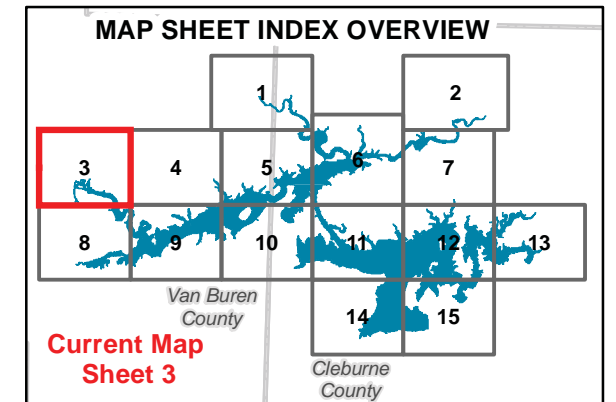 MAP SHEET INDEX OVERVIEW
1
2
3
4
5
6
7
8
9
10
11
12
13
Van Buren
County
14
15
Current Map
Sheet 3
Cleburne
County